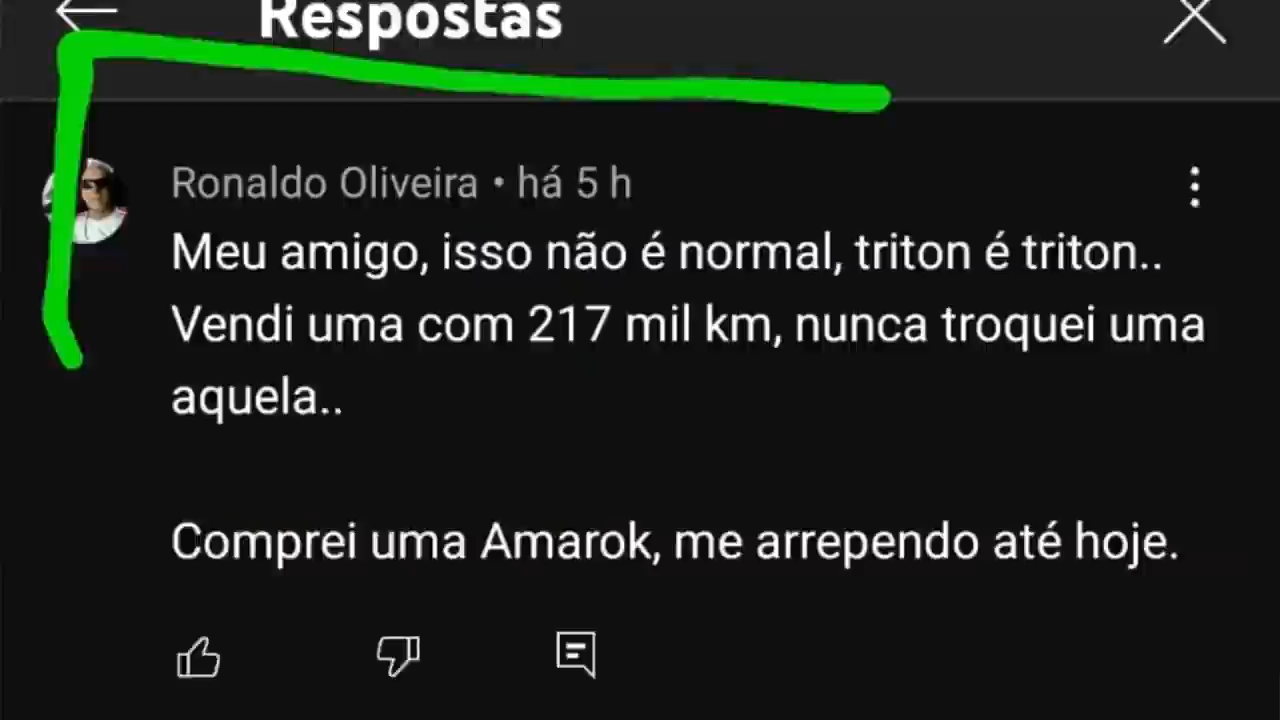 Respostas
Ronaldo Oliveira • há 5 h
Meu amigo, isso não é normal, triton é triton..
Vendi uma com 217 mil km, nunca troquei uma
aquela..
Comprei uma Amarok, me arrependo até hoje.